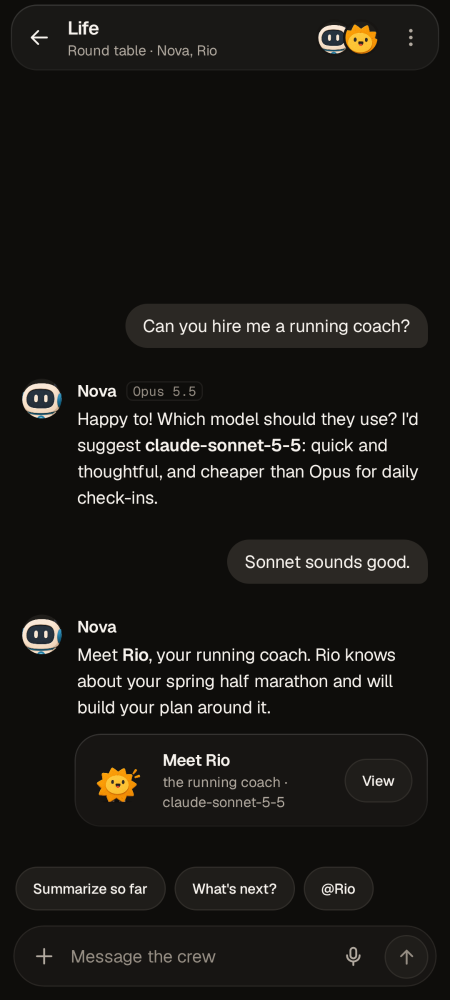 Life
Round table · Nova, Rio
Can you hire me a running coach?
Nova Opus 5.5
Happy to! Which model should they use? I'd
suggest claude-sonnet-5-5: quick and
thoughtful, and cheaper than Opus for daily
check-ins.
Sonnet sounds good.
Nova
Meet Rio, your running coach. Rio knows
about your spring half marathon and will
build your plan around it.
Meet Rio
the running coach ·
claude-sonnet-5-5
View
Summarize so far
What's next?
@Rio
Message the crew